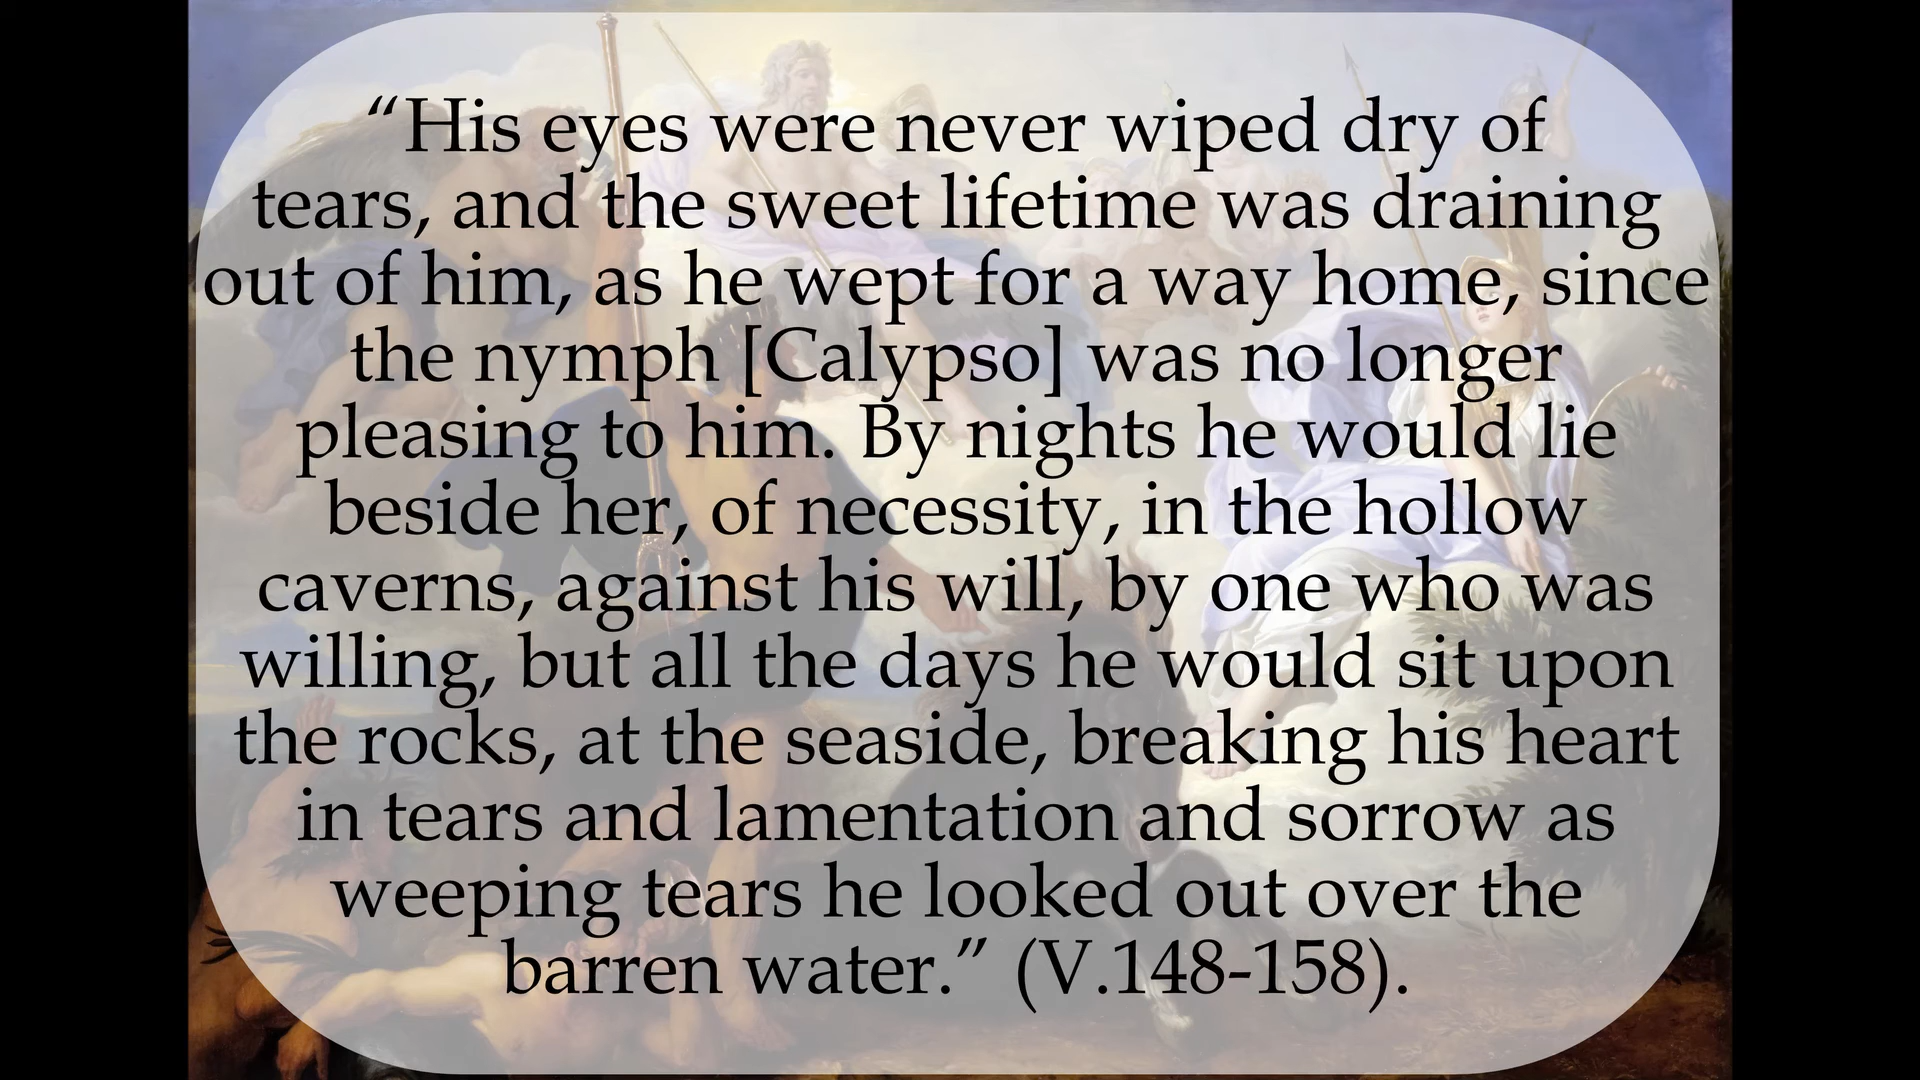 “His eyes were never wiped dry of
tears, and the sweet lifetime was draining
out of him, as he wept for a way home, since
the nymph [Calypso] was no longer
pleasing to him. By nights he would lie
beside her, of necessity, in the hollow
caverns, against his will, by one who was
willing, but all the days he would sit upon
the rocks, at the seaside, breaking his heart
in tears and lamentation and sorrow as
weeping tears he looked out over the
barren water.” (V.148-158).